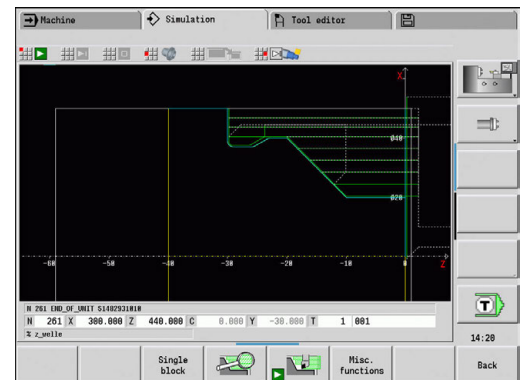 Machine Simulation Tool editor
X
ø40
ø20
-60 -50 -40 -30 -20 -10 0 Z
N 261 END_OF_UNIT S1482931010
N 261 X 300.000 Z 440.000 C 0.000 Y -30.000 T 1 001
% z_welle
T
14:20
Single block
Misc. functions
Back